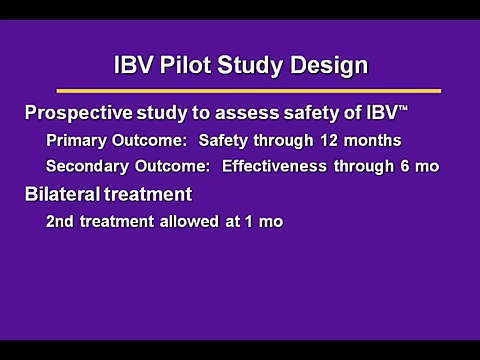 IBV Pilot Study Design
Prospective study to assess safety of IBV™
Primary Outcome: Safety through 12 months
Secondary Outcome: Effectiveness through 6 mo
Bilateral treatment
2nd treatment allowed at 1 mo